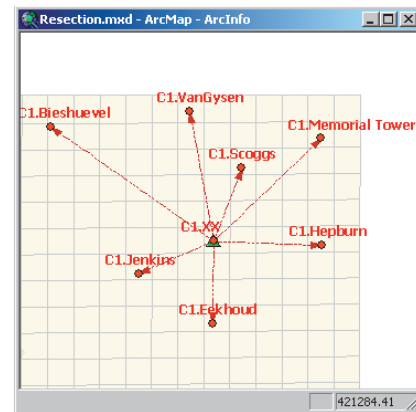 Resection.mxd - ArcMap - ArcInfo
C1.VanGysen
C1.Bieshuevel
C1.Memorial Tower
C1.Scoggs
C1.XX
C1.Hepburn
C1.Jenkins
C1.Eekhoud
421284.41